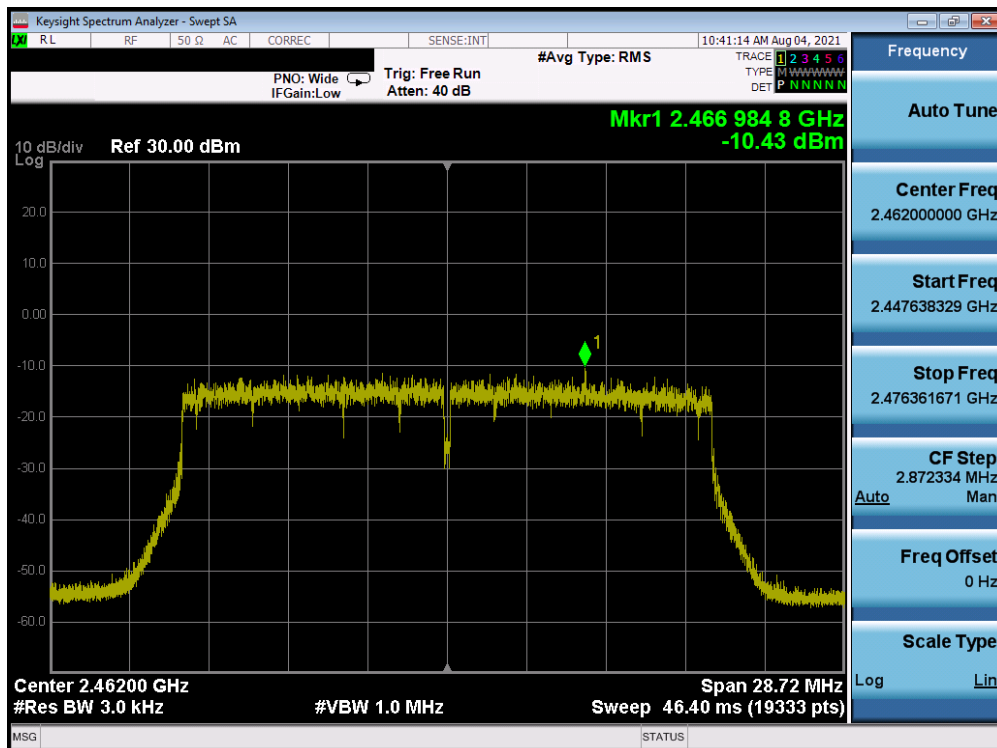 Keysight Spectrum Analyzer - Swept SA
LXI RL RF 50 Ω AC CORREC SENSE:INT 10:41:14 AM Aug 04, 2021
PNO: Wide
IFGain:Low
Trig: Free Run
Atten: 40 dB
#Avg Type: RMS
TRACE 1 2 3 4 5 6
TYPE M WWWWW
DET P N N N N N
Mkr1 2.466 984 8 GHz
-10.43 dBm
10 dB/div Ref 30.00 dBm
Log
20.0
10.0
0.00
-10.0
-20.0
-30.0
-40.0
-50.0
-60.0
1
Center 2.46200 GHz Span 28.72 MHz
#Res BW 3.0 kHz #VBW 1.0 MHz Sweep 46.40 ms (19333 pts)
MSG STATUS
Frequency
Auto Tune
Center Freq
2.462000000 GHz
Start Freq
2.447638329 GHz
Stop Freq
2.476361671 GHz
CF Step
2.872334 MHz
Auto Man
Freq Offset
0 Hz
Scale Type
Log Lin